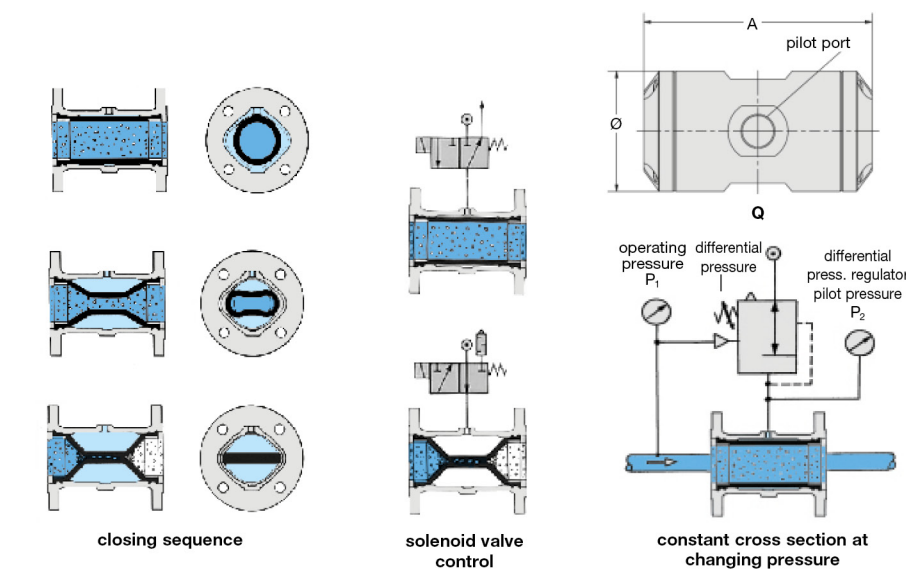 A
pilot port
Ø
Q
operating
pressure
P₁
differential
pressure
differential
press. regulator
pilot pressure
P₂
closing sequence
solenoid valve
control
constant cross section at
changing pressure